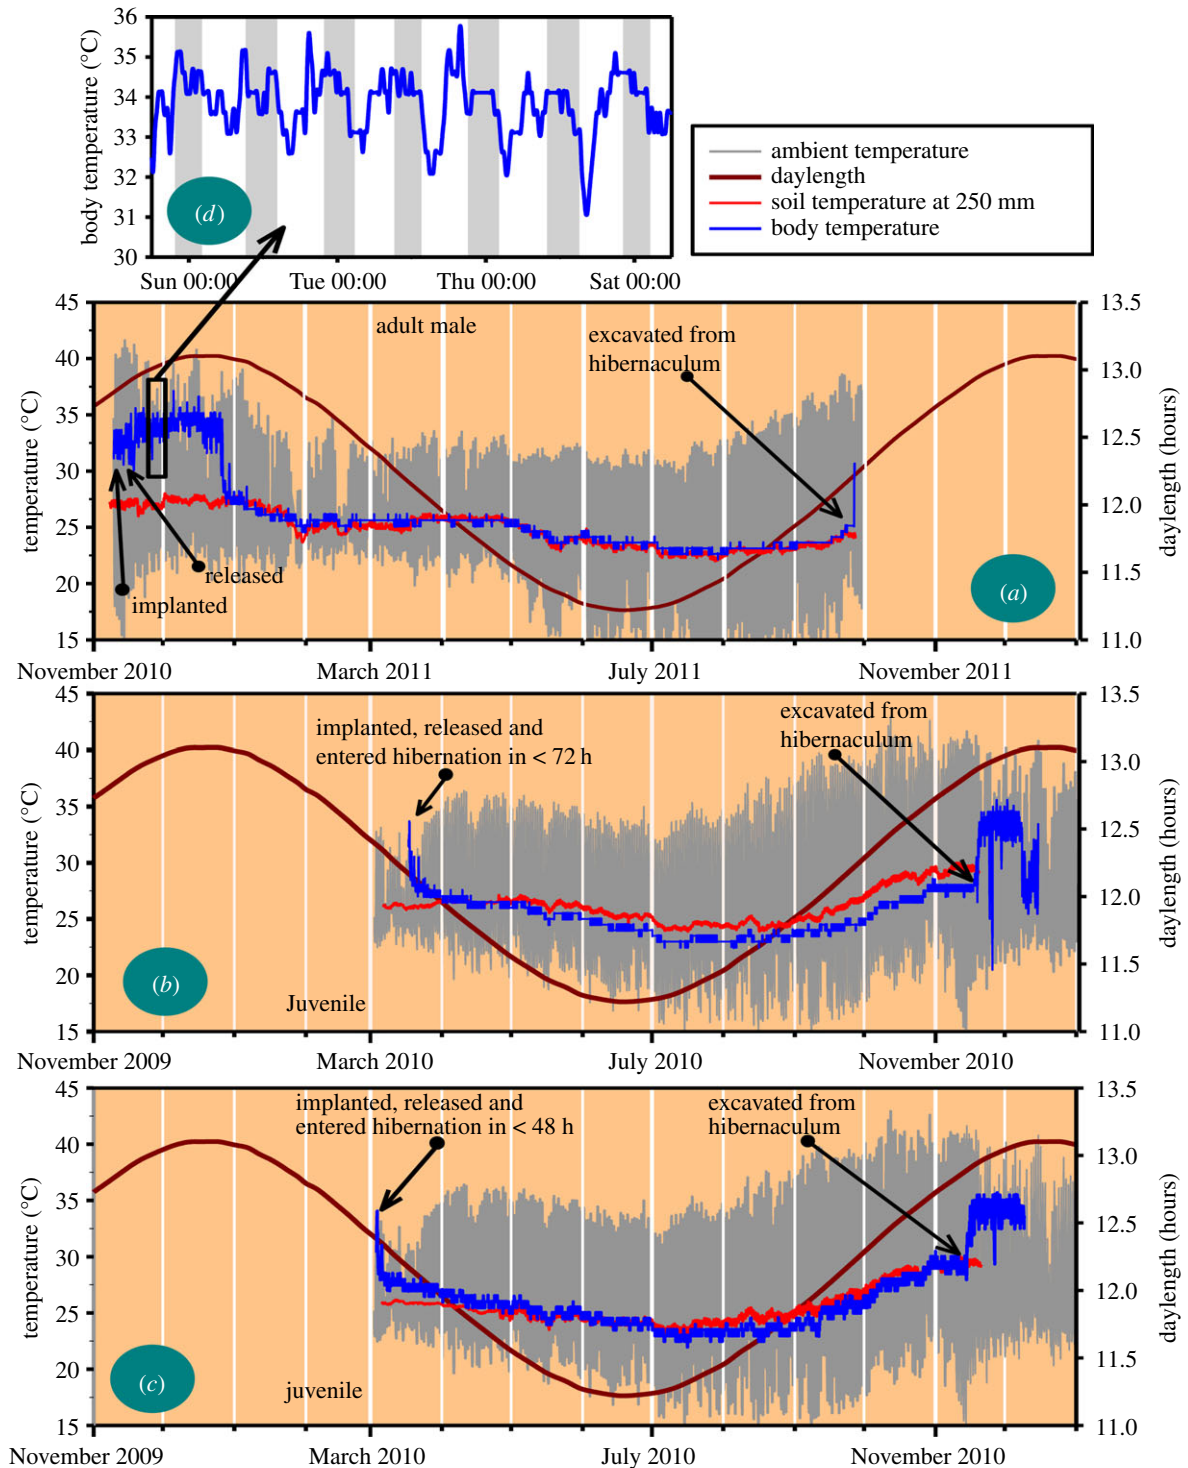 36
35
34
33
32
31
30
body temperature (°C)
(d)
Sun 00:00 Tue 00:00 Thu 00:00 Sat 00:00
ambient temperature
daylength
soil temperature at 250 mm
body temperature
45
40
35
30
25
20
15
temperature (°C)
adult male
excavated from
hibernaculum
released
implanted
(a)
13.5
13.0
12.5
12.0
11.5
11.0
daylength (hours)
November 2010 March 2011 July 2011 November 2011
45
40
35
30
25
20
15
temperature (°C)
implanted, released and
entered hibernation in < 72 h
excavated from
hibernaculum
(b)
Juvenile
13.5
13.0
12.5
12.0
11.5
11.0
daylength (hours)
November 2009 March 2010 July 2010 November 2010
45
40
35
30
25
20
15
temperature (°C)
implanted, released and
entered hibernation in < 48 h
excavated from
hibernaculum
(c)
juvenile
13.5
13.0
12.5
12.0
11.5
11.0
daylength (hours)
November 2009 March 2010 July 2010 November 2010